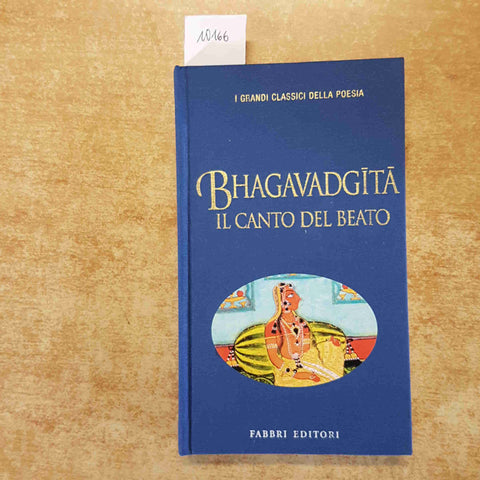 10166
I GRANDI CLASSICI DELLA POESIA
BHAGAVADGĪTĀ
IL CANTO DEL BEATO
FABBRI EDITORI